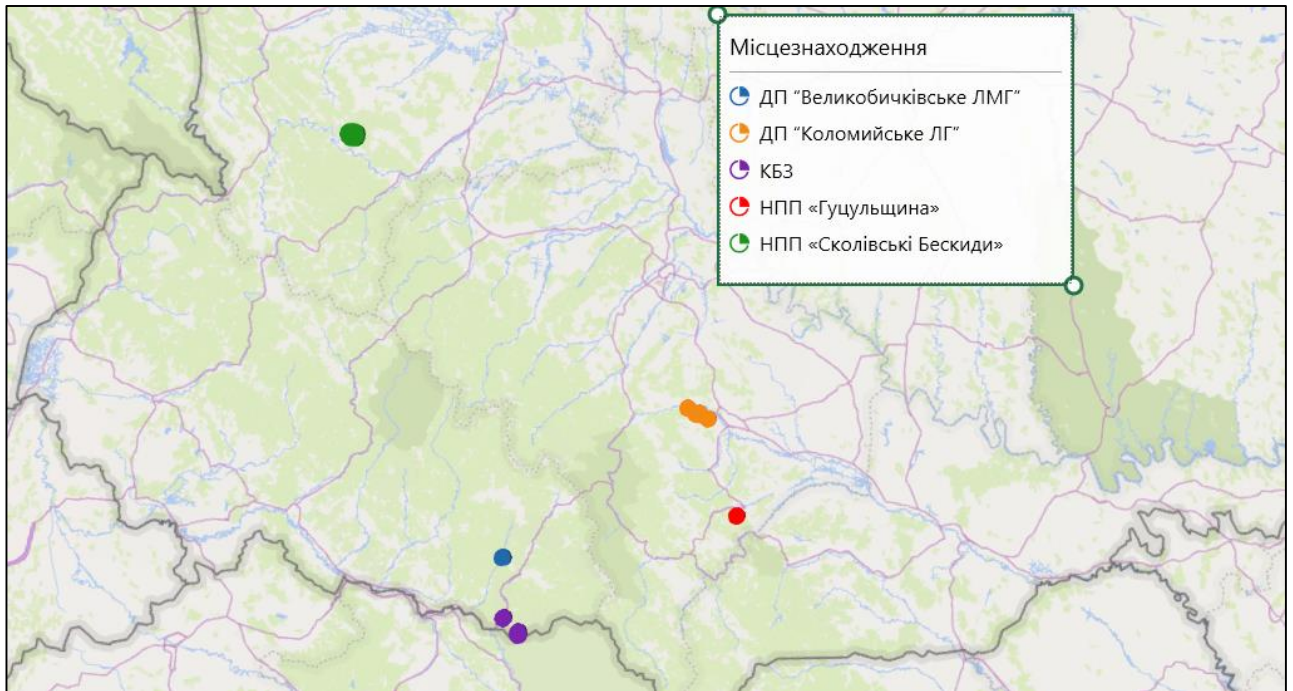 Місцезнаходження
ДП “Великобичківське ЛМГ”
ДП “Коломийське ЛГ”
КБЗ
НПП «Гуцульщина»
НПП «Сколівські Бескиди»